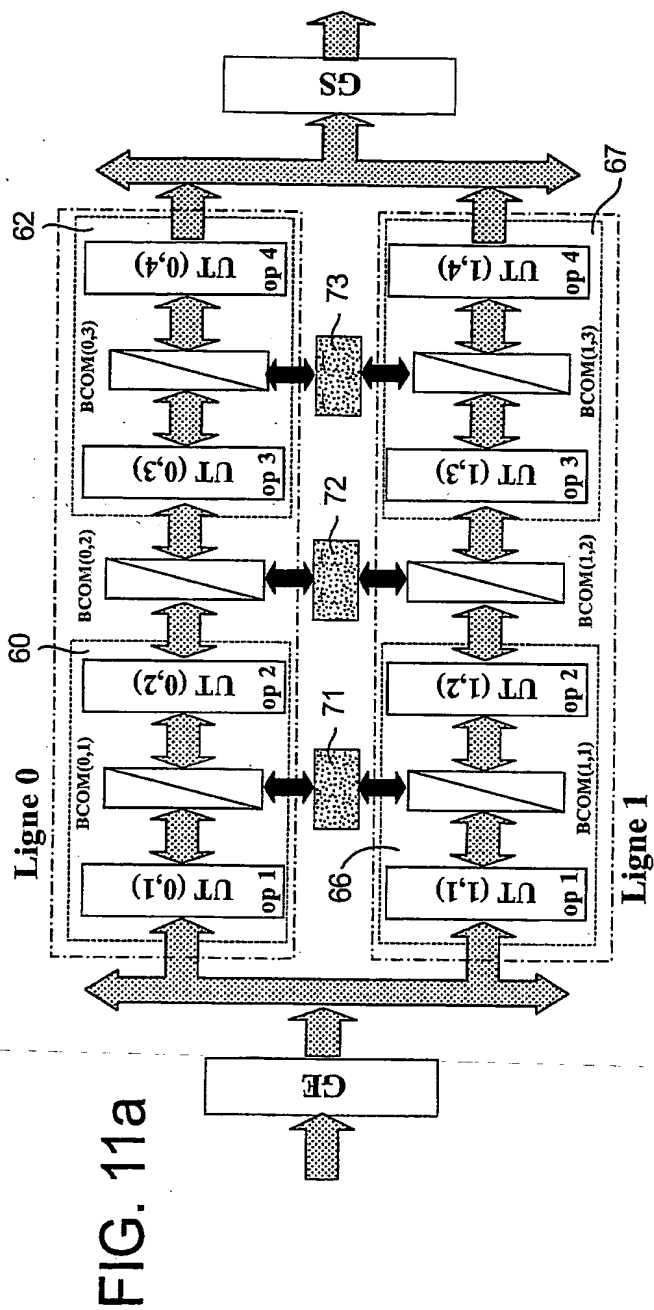 FIG. 11a
Ligne 0
60
62
BCOM(0,1)
BCOM(0,2)
BCOM(0,3)
UT (0,1)
op 1
UT (0,2)
op 2
UT (0,3)
op 3
UT (0,4)
op 4
GE
GS
71
72
73
66
67
UT (1,1)
op 1
UT (1,2)
op 2
UT (1,3)
op 3
UT (1,4)
op 4
BCOM(1,1)
BCOM(1,2)
BCOM(1,3)
Ligne 1